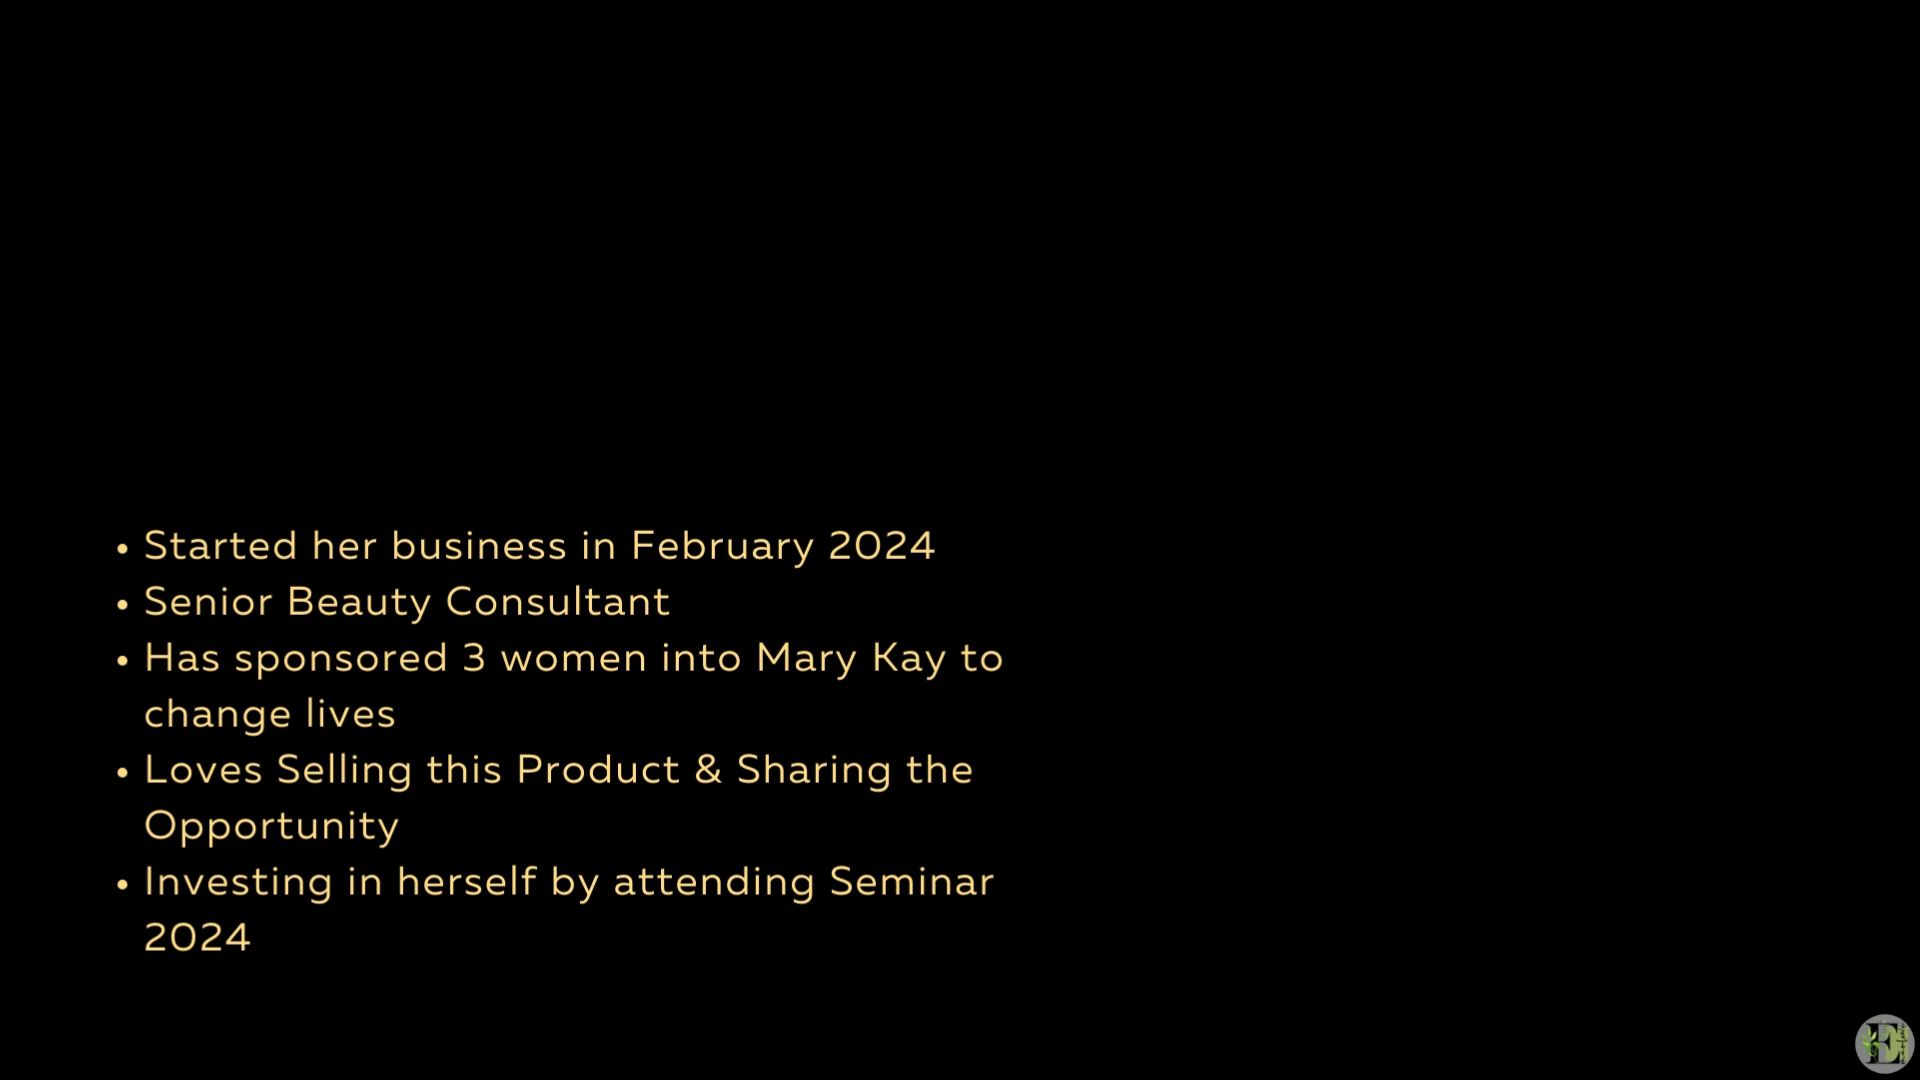 • Started her business in February 2024
• Senior Beauty Consultant
• Has sponsored 3 women into Mary Kay to
change lives
• Loves Selling this Product & Sharing the
Opportunity
• Investing in herself by attending Seminar
2024